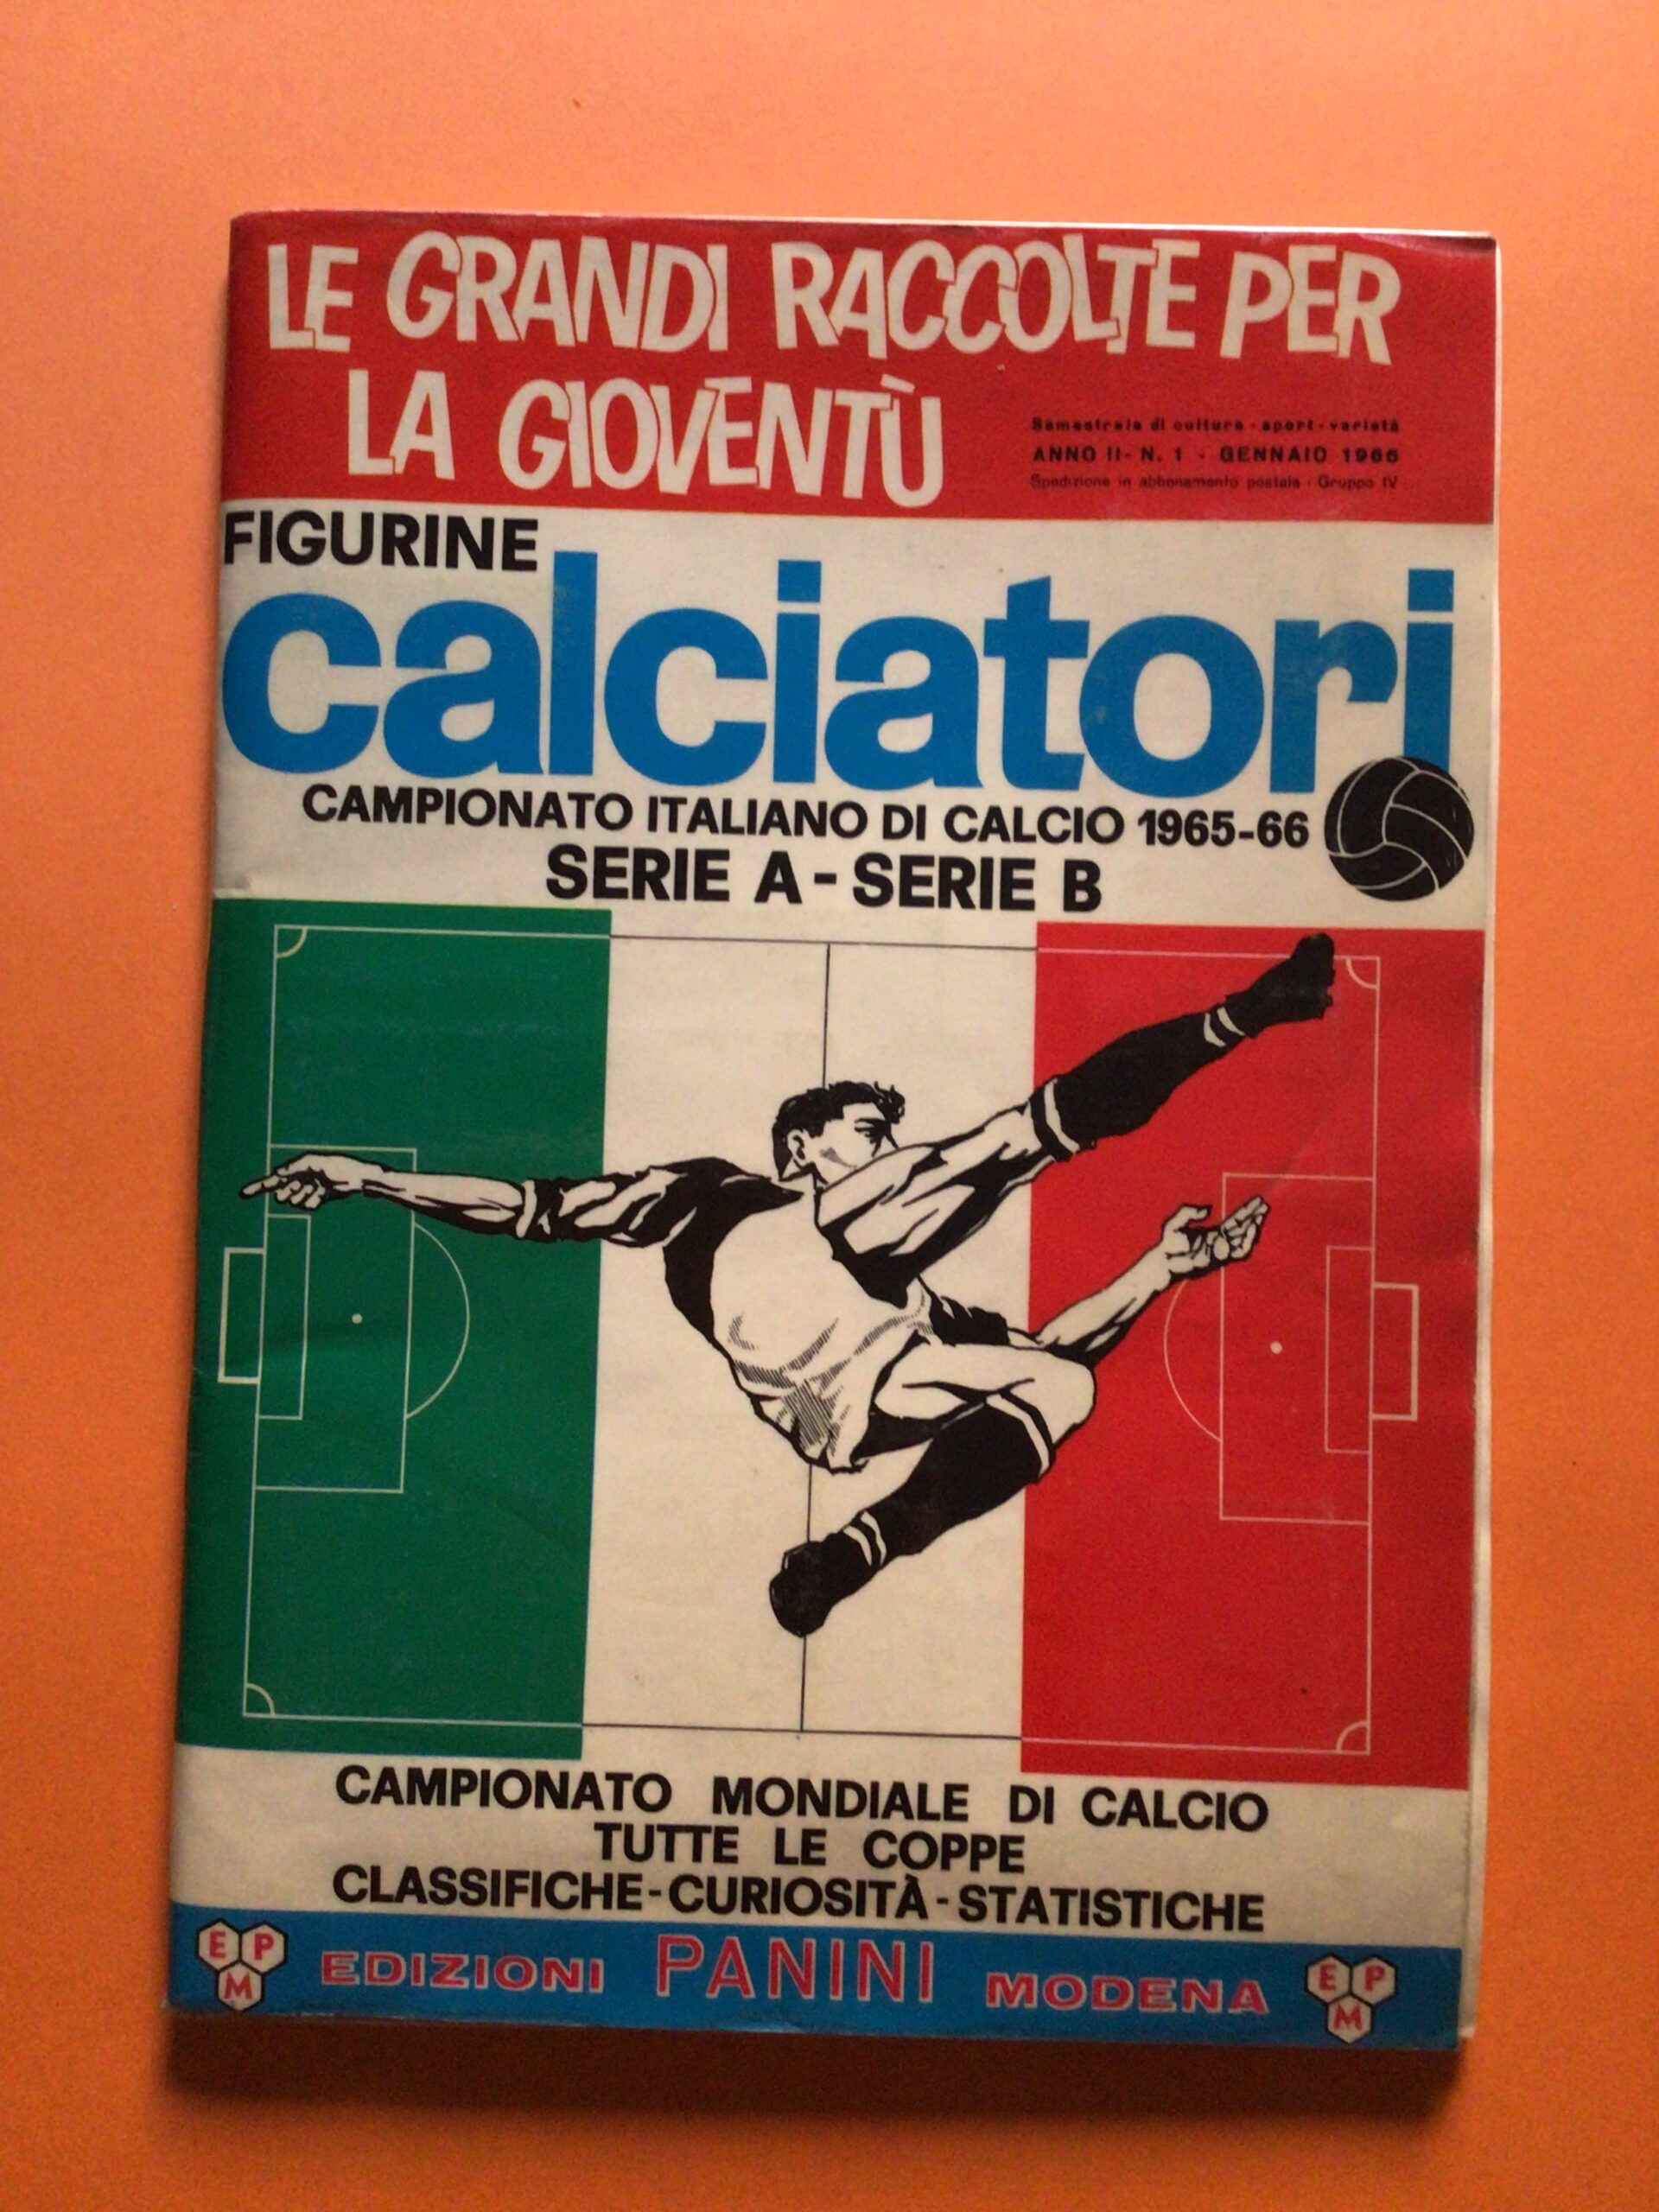 LE GRANDI RACCOLTE PER
LA GIOVENTÙ
Semestrale di cultura - sport - varietà
ANNO II - N. 1 - GENNAIO 1966
Spedizione in abbonamento postale - Gruppo IV
FIGURINE
calciatori
CAMPIONATO ITALIANO DI CALCIO 1965-66
SERIE A - SERIE B
CAMPIONATO MONDIALE DI CALCIO
TUTTE LE COPPE
CLASSIFICHE - CURIOSITÀ - STATISTICHE
EPM EDIZIONI PANINI MODENA EPM